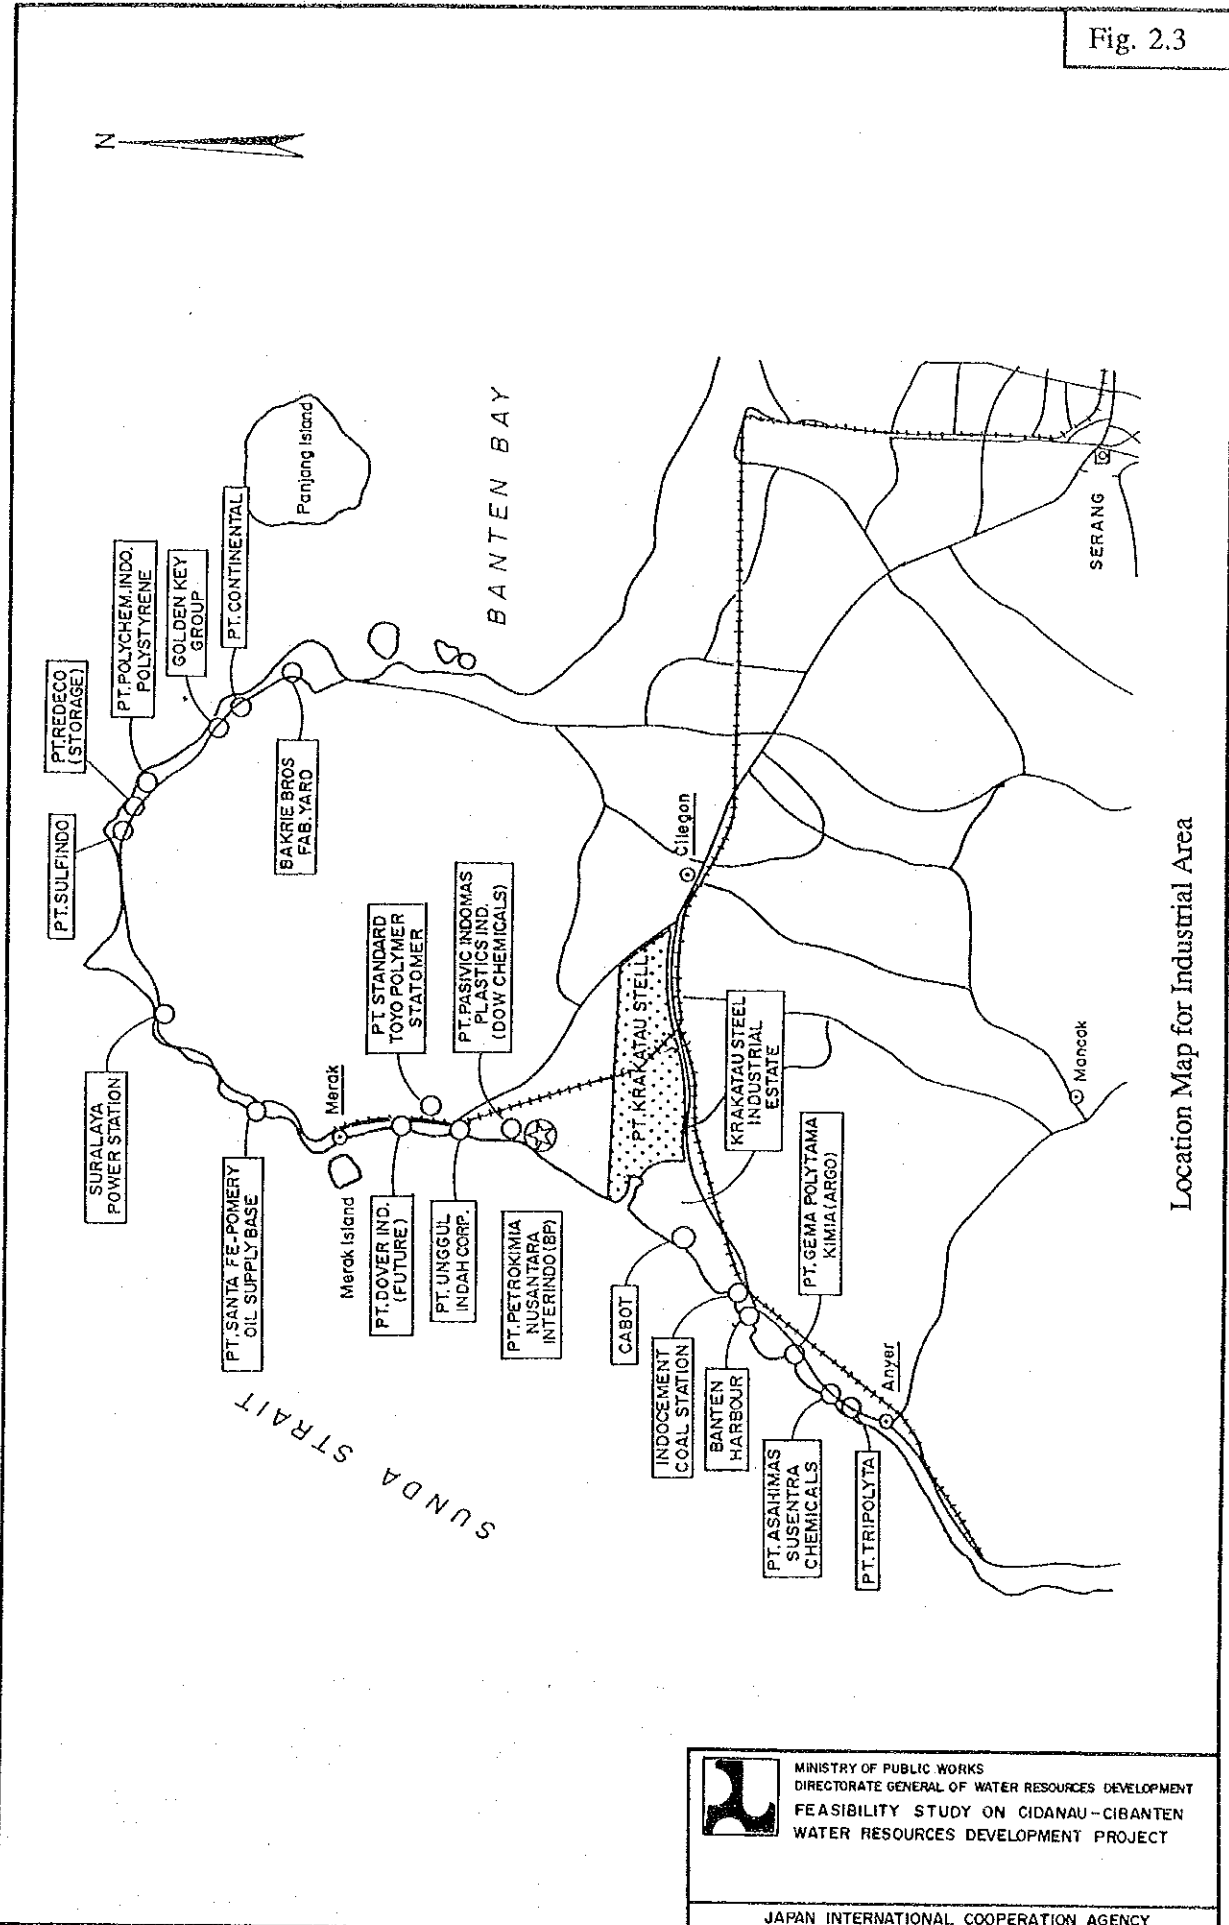 Fig. 2.3
N
PT.SULFINDO
PT.REDECO
(STORAGE)
PT.POLYCHEM.INDO.
POLYSTYRENE
GOLDEN KEY
GROUP
PT.CONTINENTAL
Panjang Island
BANTEN BAY
BAKRIE BROS
FAB.YARO
SURALAYA
POWER STATION
PT.SANTA FE-POMERY
OIL SUPPLY BASE
Merak
Merak Island
PT.STANDARD
TOYO POLYMER
STATOMER
PT.PASIVIC INDOMAS
PLASTICS IND.
(DOW CHEMICALS)
PT.DOVER IND.
(FUTURE)
PT.UNGGUL
INDAH CORP.
PT.PETROKIMIA
NUSANTARA
INTERINDO(BP)
SUNDA STRAIT
PT.KRAKATAU STELL
Cilegon
SERANG
CABOT
KRAKATAU STEEL
INDUSTRIAL
ESTATE
INDOCEMENT
COAL STATION
BANTEN
HARBOUR
PT.GEMA POLYTAMA
KIMIA(ARGO)
PT.ASAHIMAS
SUSENTRA
CHEMICALS
PT.TRIPOLYTA
Anyer
Mancak
Location Map for Industrial Area
MINISTRY OF PUBLIC WORKS
DIRECTORATE GENERAL OF WATER RESOURCES DEVELOPMENT
FEASIBILITY STUDY ON CIDANAU-CIBANTEN
WATER RESOURCES DEVELOPMENT PROJECT
JAPAN INTERNATIONAL COOPERATION AGENCY